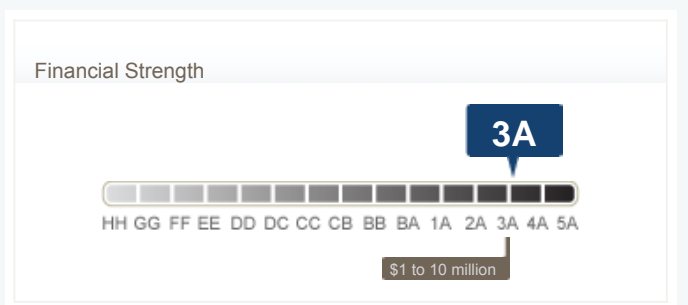 Financial Strength
3A
HH GG FF EE DD DC CC CB BB BA 1A 2A 3A 4A 5A
$1 to 10 million